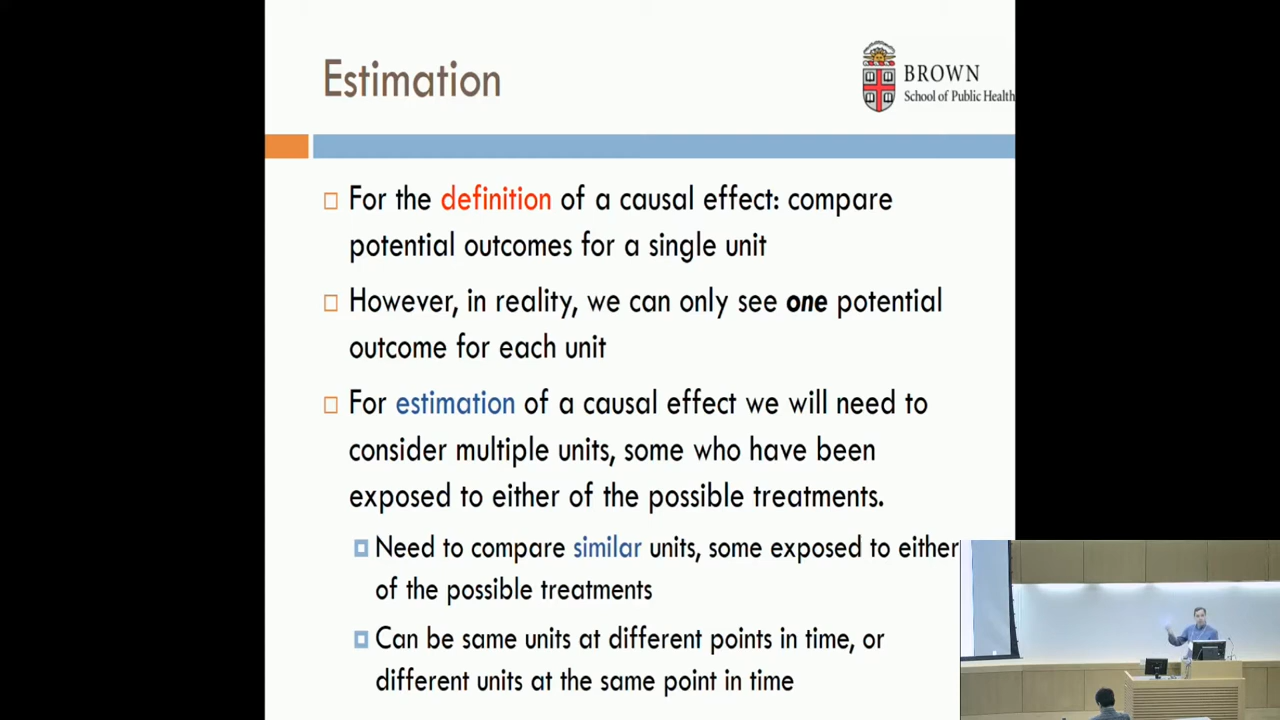 Estimation
BROWN
School of Public Health
For the definition of a causal effect: compare
potential outcomes for a single unit
However, in reality, we can only see one potential
outcome for each unit
For estimation of a causal effect we will need to
consider multiple units, some who have been
exposed to either of the possible treatments.
Need to compare similar units, some exposed to either
of the possible treatments
Can be same units at different points in time, or
different units at the same point in time